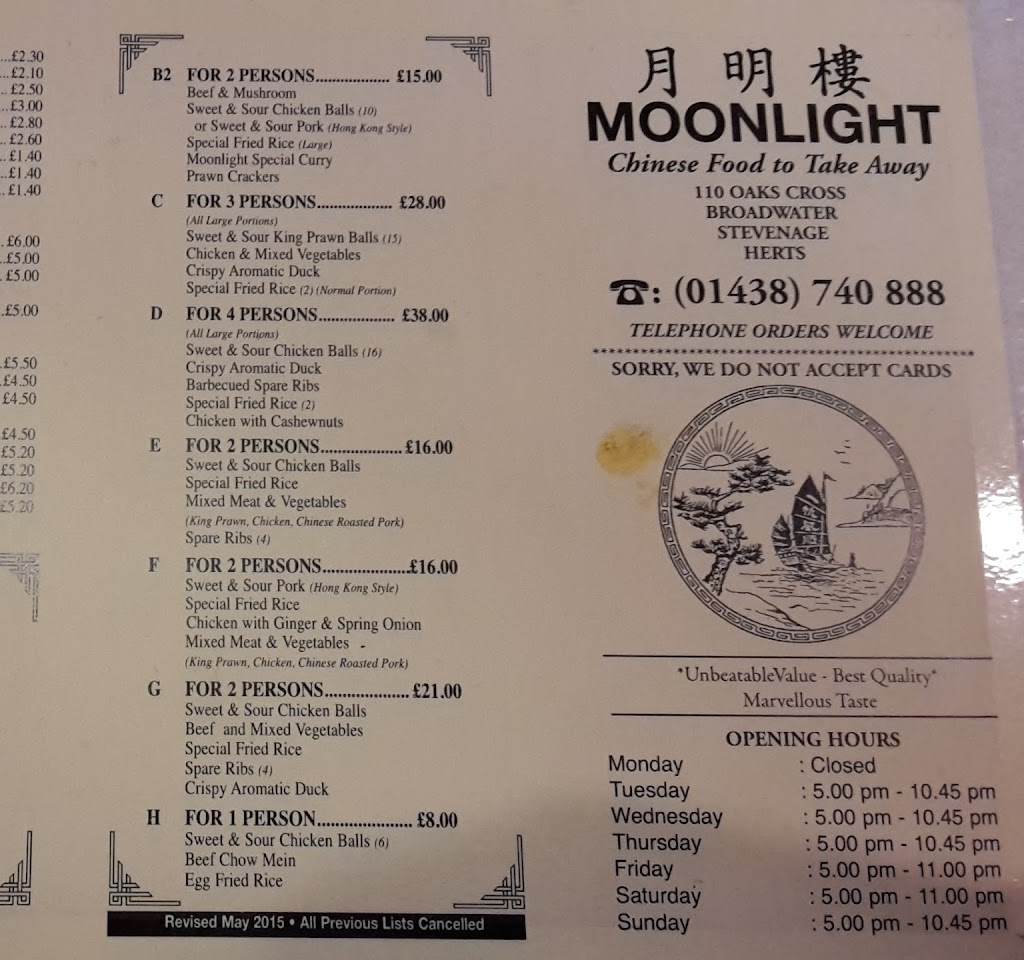 ...£2.30
...£2.10
.. £2.50
...£3.00
...£2.80
.. £2.60
...£1.40
...£1.40
.. £1.40
. £6.00
...£5.00
. £5.00
..£5.00
.£5.50
.£4.50
£4.50
.£4.50
£5.20
£5.20
£6.20
£5.20
B2 FOR 2 PERSONS.................. £15.00
Beef & Mushroom
Sweet & Sour Chicken Balls (10)
or Sweet & Sour Pork (Hong Kong Style)
Special Fried Rice (Large)
Moonlight Special Curry
Prawn Crackers
C FOR 3 PERSONS.................. £28.00
(All Large Portions)
Sweet & Sour King Prawn Balls (15)
Chicken & Mixed Vegetables
Crispy Aromatic Duck
Special Fried Rice (2) (Normal Portion)
D FOR 4 PERSONS.................. £38.00
(All Large Portions)
Sweet & Sour Chicken Balls (16)
Crispy Aromatic Duck
Barbecued Spare Ribs
Special Fried Rice (2)
Chicken with Cashewnuts
E FOR 2 PERSONS...................£16.00
Sweet & Sour Chicken Balls
Special Fried Rice
Mixed Meat & Vegetables
(King Prawn, Chicken, Chinese Roasted Pork)
Spare Ribs (4)
F FOR 2 PERSONS....................£16.00
Sweet & Sour Pork (Hong Kong Style)
Special Fried Rice
Chicken with Ginger & Spring Onion
Mixed Meat & Vegetables -
(King Prawn, Chicken, Chinese Roasted Pork)
G FOR 2 PERSONS....................£21.00
Sweet & Sour Chicken Balls
Beef and Mixed Vegetables
Special Fried Rice
Spare Ribs (4)
Crispy Aromatic Duck
H FOR 1 PERSON...................... £8.00
Sweet & Sour Chicken Balls (6)
Beef Chow Mein
Egg Fried Rice
Revised May 2015 • All Previous Lists Cancelled
月明樓
MOONLIGHT
Chinese Food to Take Away
110 OAKS CROSS
BROADWATER
STEVENAGE
HERTS
☎: (01438) 740 888
TELEPHONE ORDERS WELCOME
SORRY, WE DO NOT ACCEPT CARDS
*UnbeatableValue - Best Quality*
Marvellous Taste
OPENING HOURS
Monday : Closed
Tuesday : 5.00 pm - 10.45 pm
Wednesday : 5.00 pm - 10.45 pm
Thursday : 5.00 pm - 10.45 pm
Friday : 5.00 pm - 11.00 pm
Saturday : 5.00 pm - 11.00 pm
Sunday : 5.00 pm - 10.45 pm